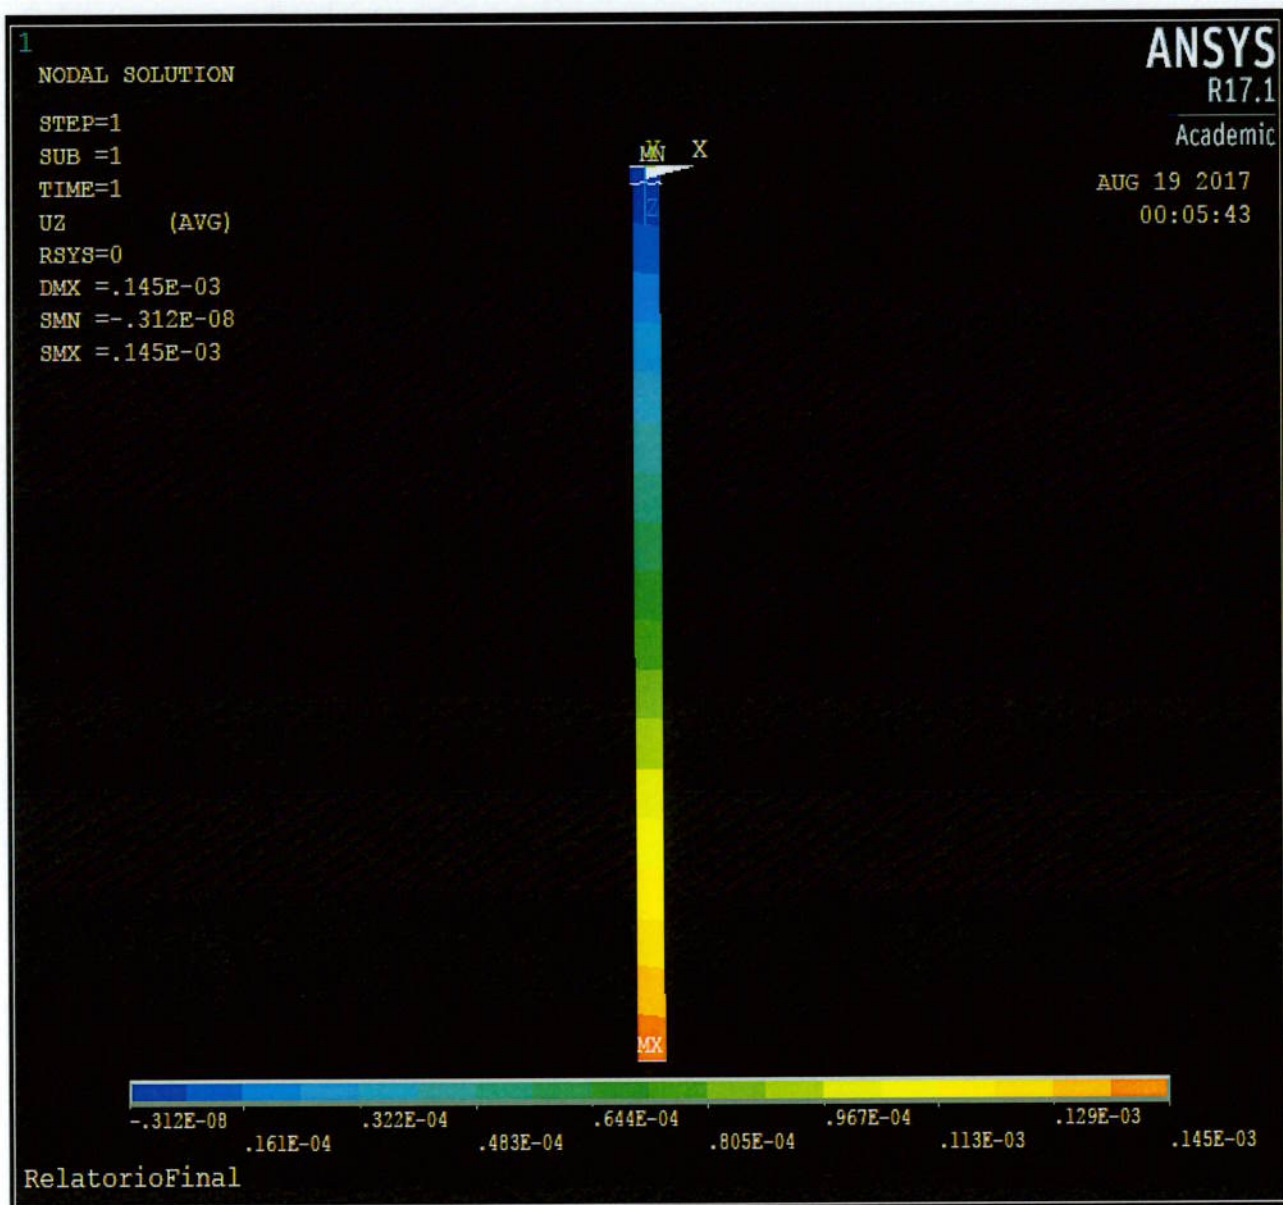 1
NODAL SOLUTION
STEP=1
SUB =1
TIME=1
UZ (AVG)
RSYS=0
DMX =.145E-03
SMN =-.312E-08
SMX =.145E-03
ANSYS
R17.1
Academic
AUG 19 2017
00:05:43
MN
X
Z
MX
-.312E-08
.161E-04
.322E-04
.483E-04
.644E-04
.805E-04
.967E-04
.113E-03
.129E-03
.145E-03
RelatorioFinal